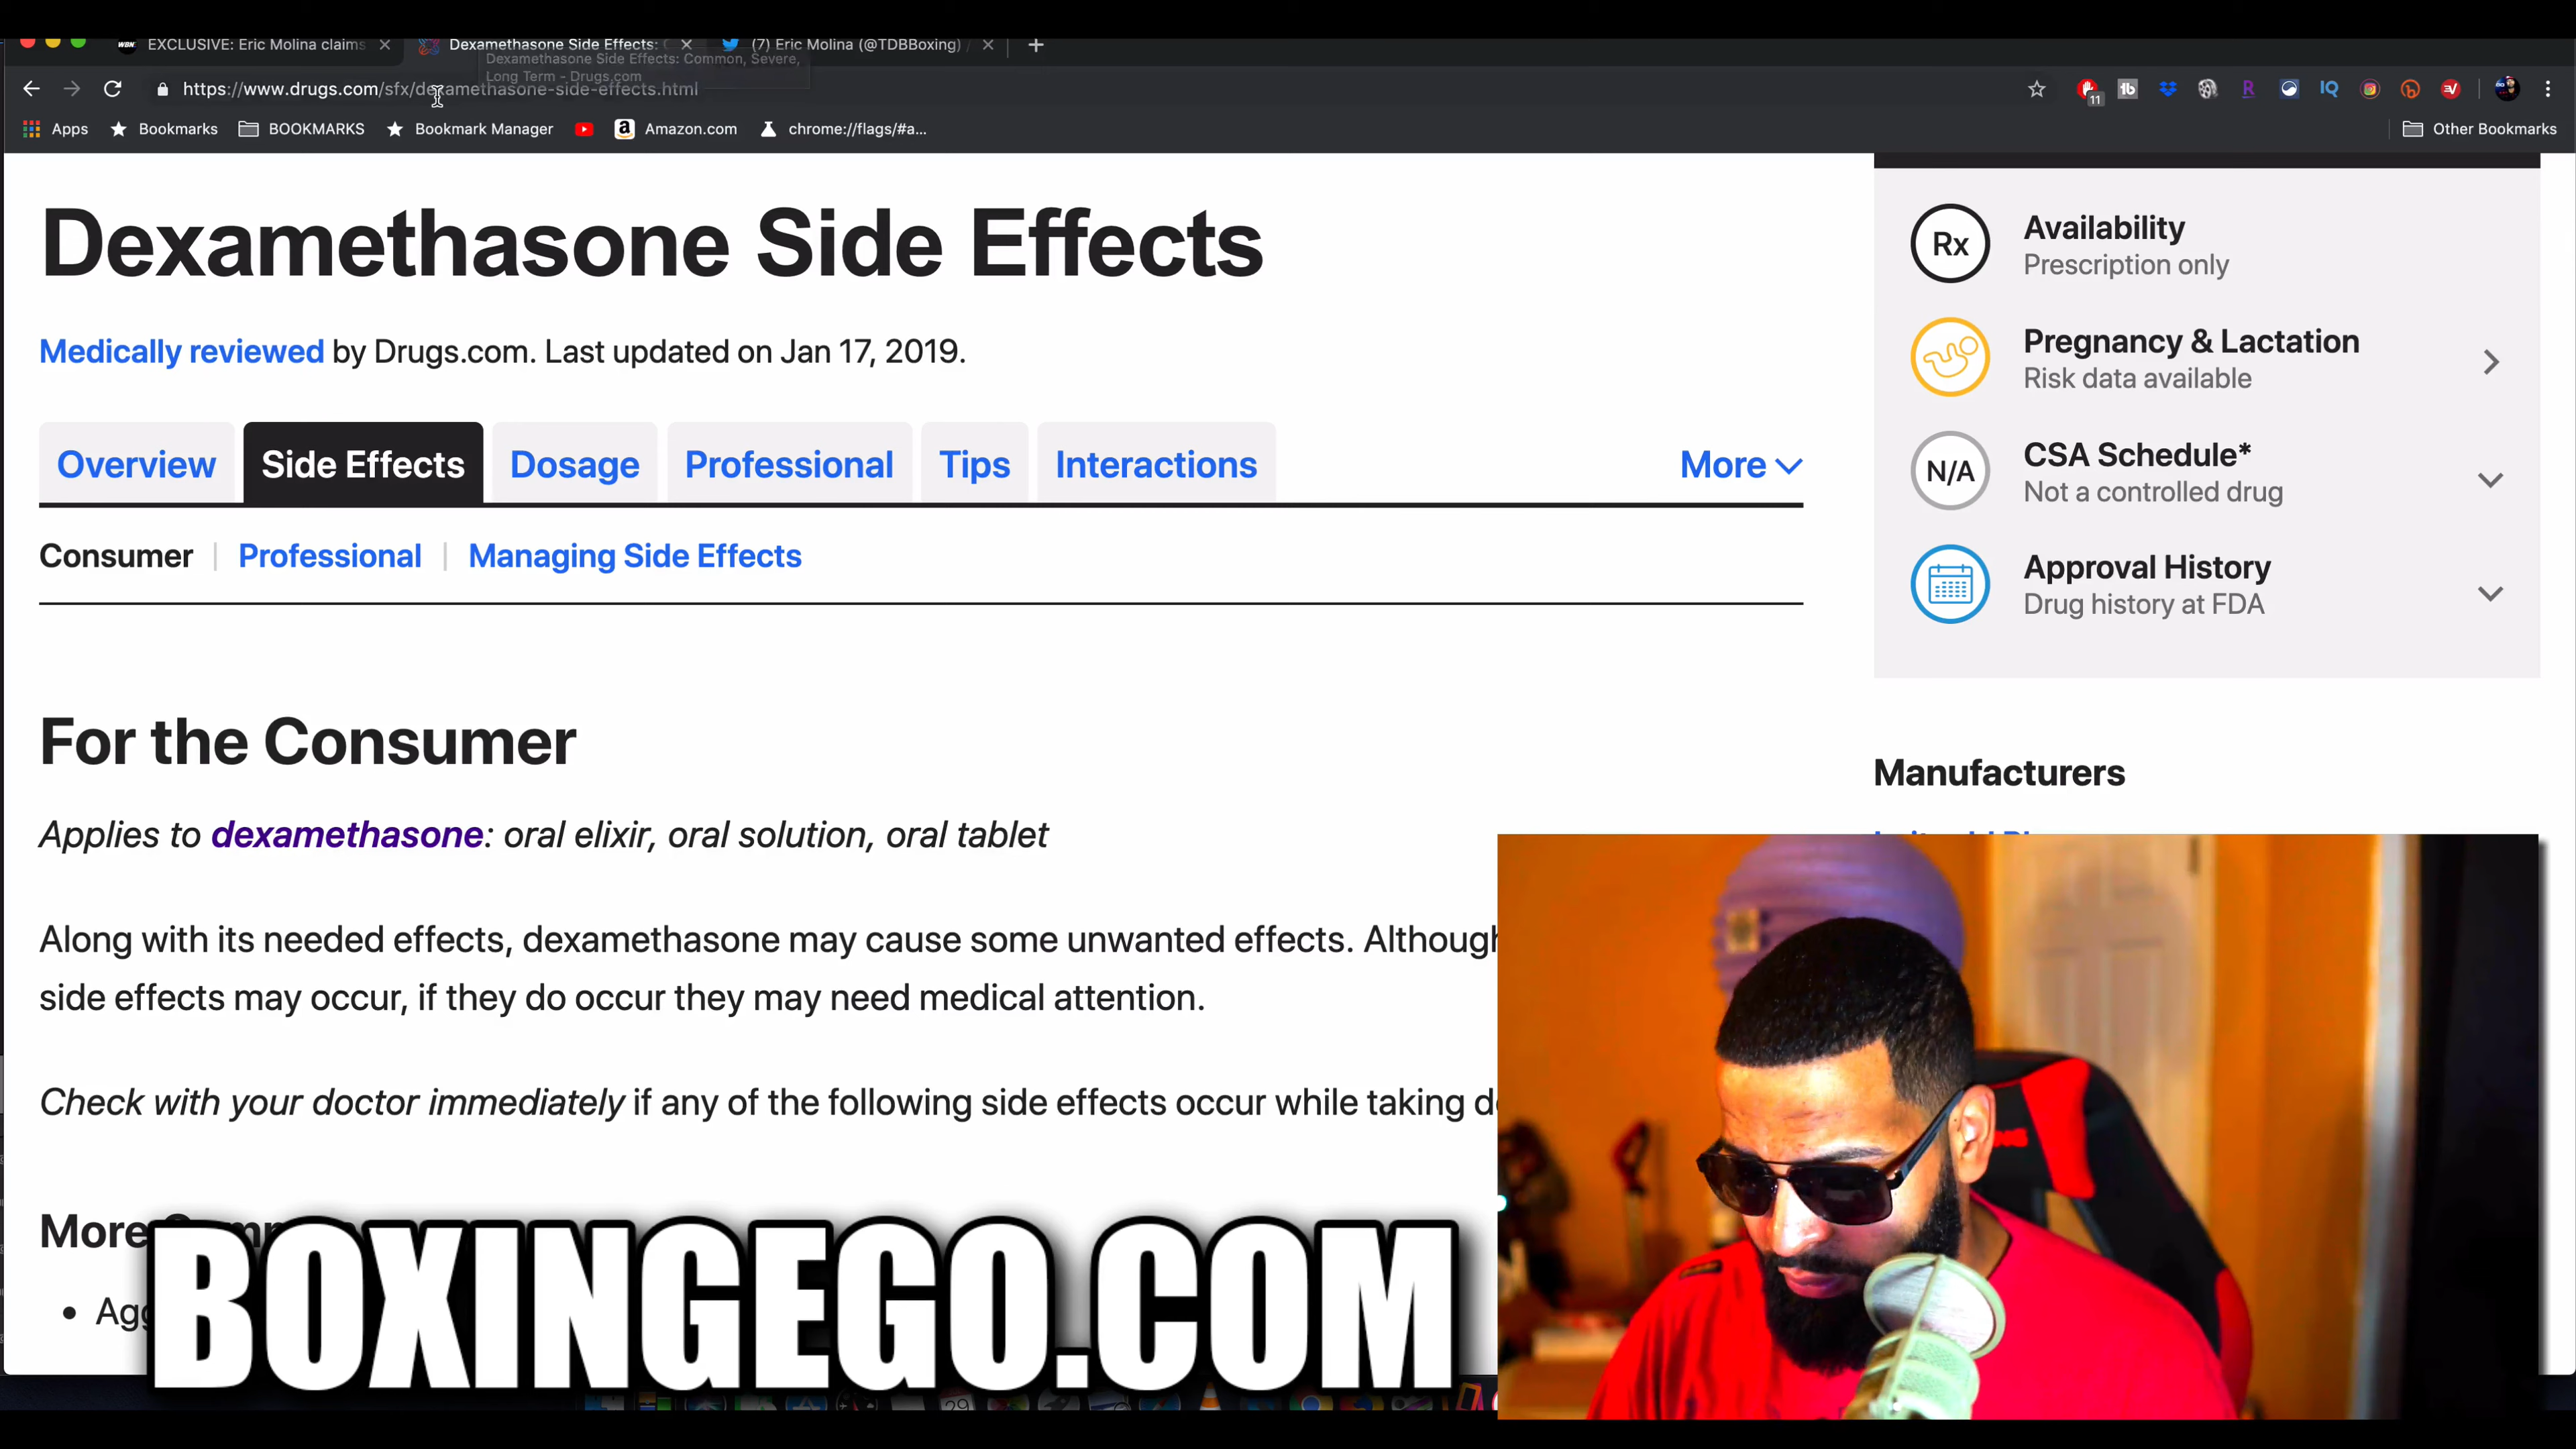 EXCLUSIVE: Eric Molina claims
Dexamethasone Side Effects:
(7) Eric Molina (@TDBBoxing)
Dexamethasone Side Effects: Common, Severe,
Long Term - Drugs.com
https://www.drugs.com/sfx/dexamethasone-side-effects.html
11
Apps
Bookmarks
BOOKMARKS
Bookmark Manager
Amazon.com
chrome://flags/#a...
Other Bookmarks
Dexamethasone Side Effects
Medically reviewed by Drugs.com. Last updated on Jan 17, 2019.
Overview
Side Effects
Dosage
Professional
Tips
Interactions
More
Consumer | Professional | Managing Side Effects
Rx
Availability
Prescription only
Pregnancy & Lactation
Risk data available
N/A
CSA Schedule*
Not a controlled drug
Approval History
Drug history at FDA
For the Consumer
Applies to dexamethasone: oral elixir, oral solution, oral tablet
Along with its needed effects, dexamethasone may cause some unwanted effects. Although
side effects may occur, if they do occur they may need medical attention.
Check with your doctor immediately if any of the following side effects occur while taking
Manufacturers
More
BOXINGEGO.COM